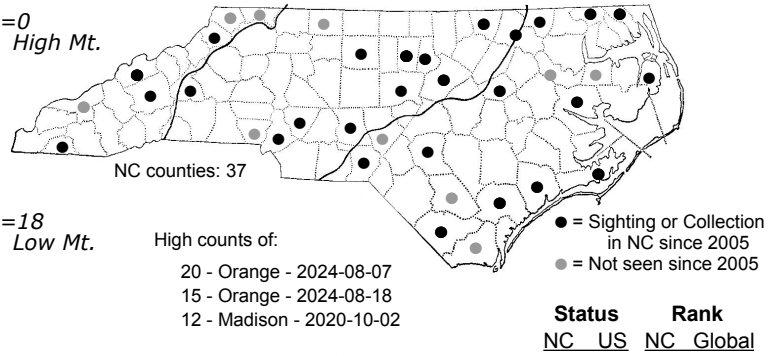 =0
High Mt.
NC counties: 37
=18
Low Mt.
High counts of:
20 - Orange - 2024-08-07
15 - Orange - 2024-08-18
12 - Madison - 2020-10-02
= Sighting or Collection
in NC since 2005
= Not seen since 2005
Status Rank
NC US NC Global